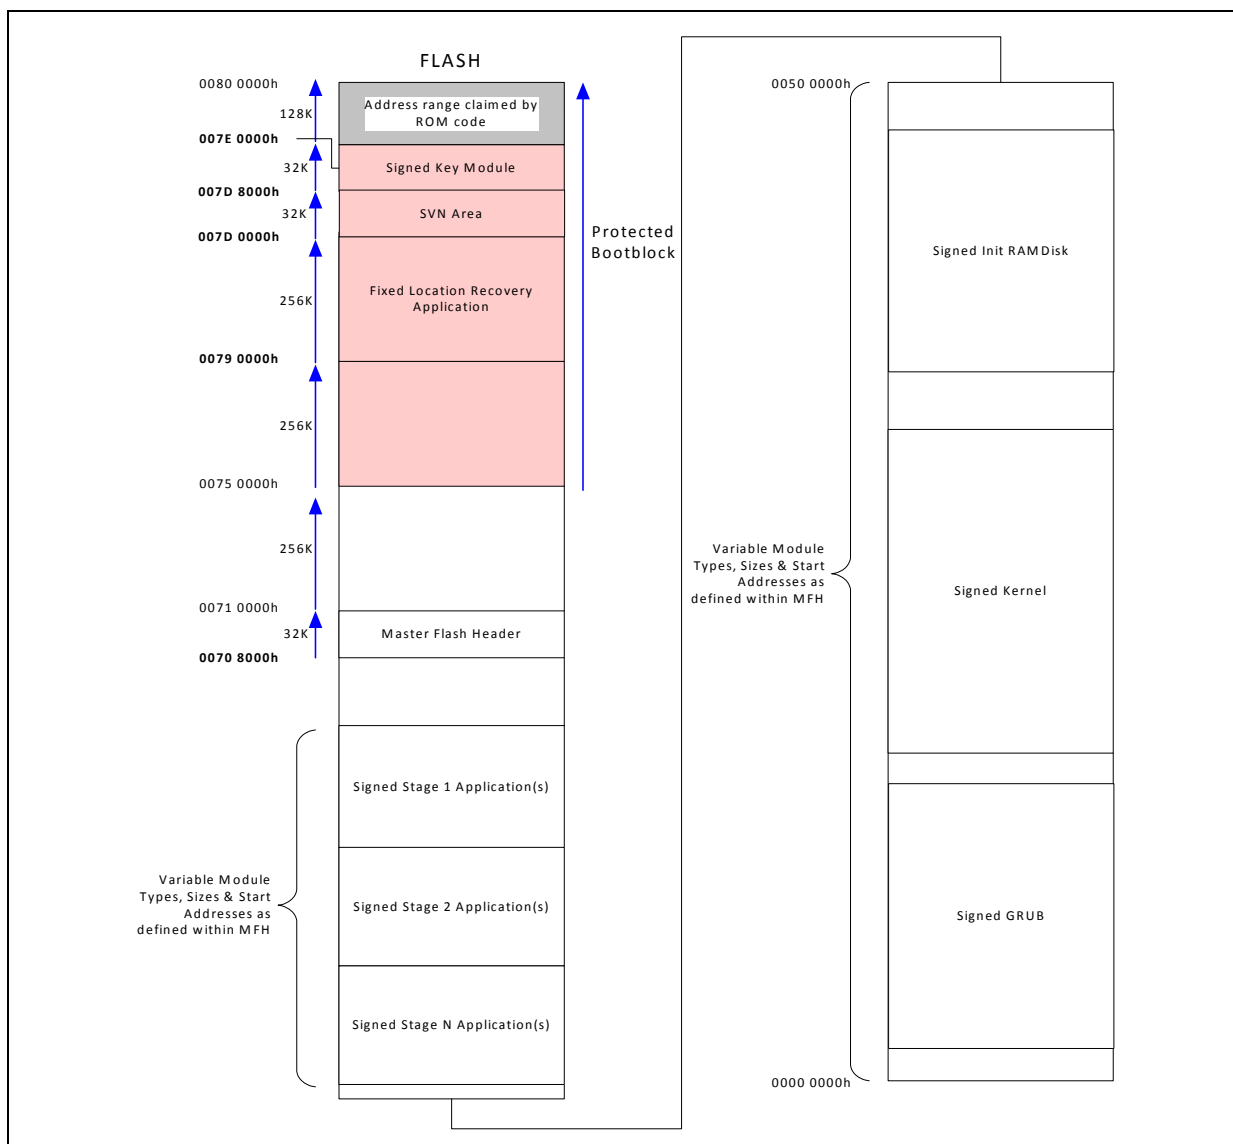 FLASH
0080 0000h
Address range claimed by
ROM code
128K
007E 0000h
Signed Key Module
32K
007D 8000h
SVN Area
32K
007D 0000h
Fixed Location Recovery
Application
256K
0079 0000h
256K
0075 0000h
Protected
Bootblock
256K
0071 0000h
Master Flash Header
32K
0070 8000h
Signed Stage 1 Application(s)
Variable Module
Types, Sizes & Start
Addresses as
defined within MFH
Signed Stage 2 Application(s)
Signed Stage N Application(s)
0050 0000h
Signed Init RAMDisk
Variable Module
Types, Sizes & Start
Addresses as
defined within MFH
Signed Kernel
Signed GRUB
0000 0000h